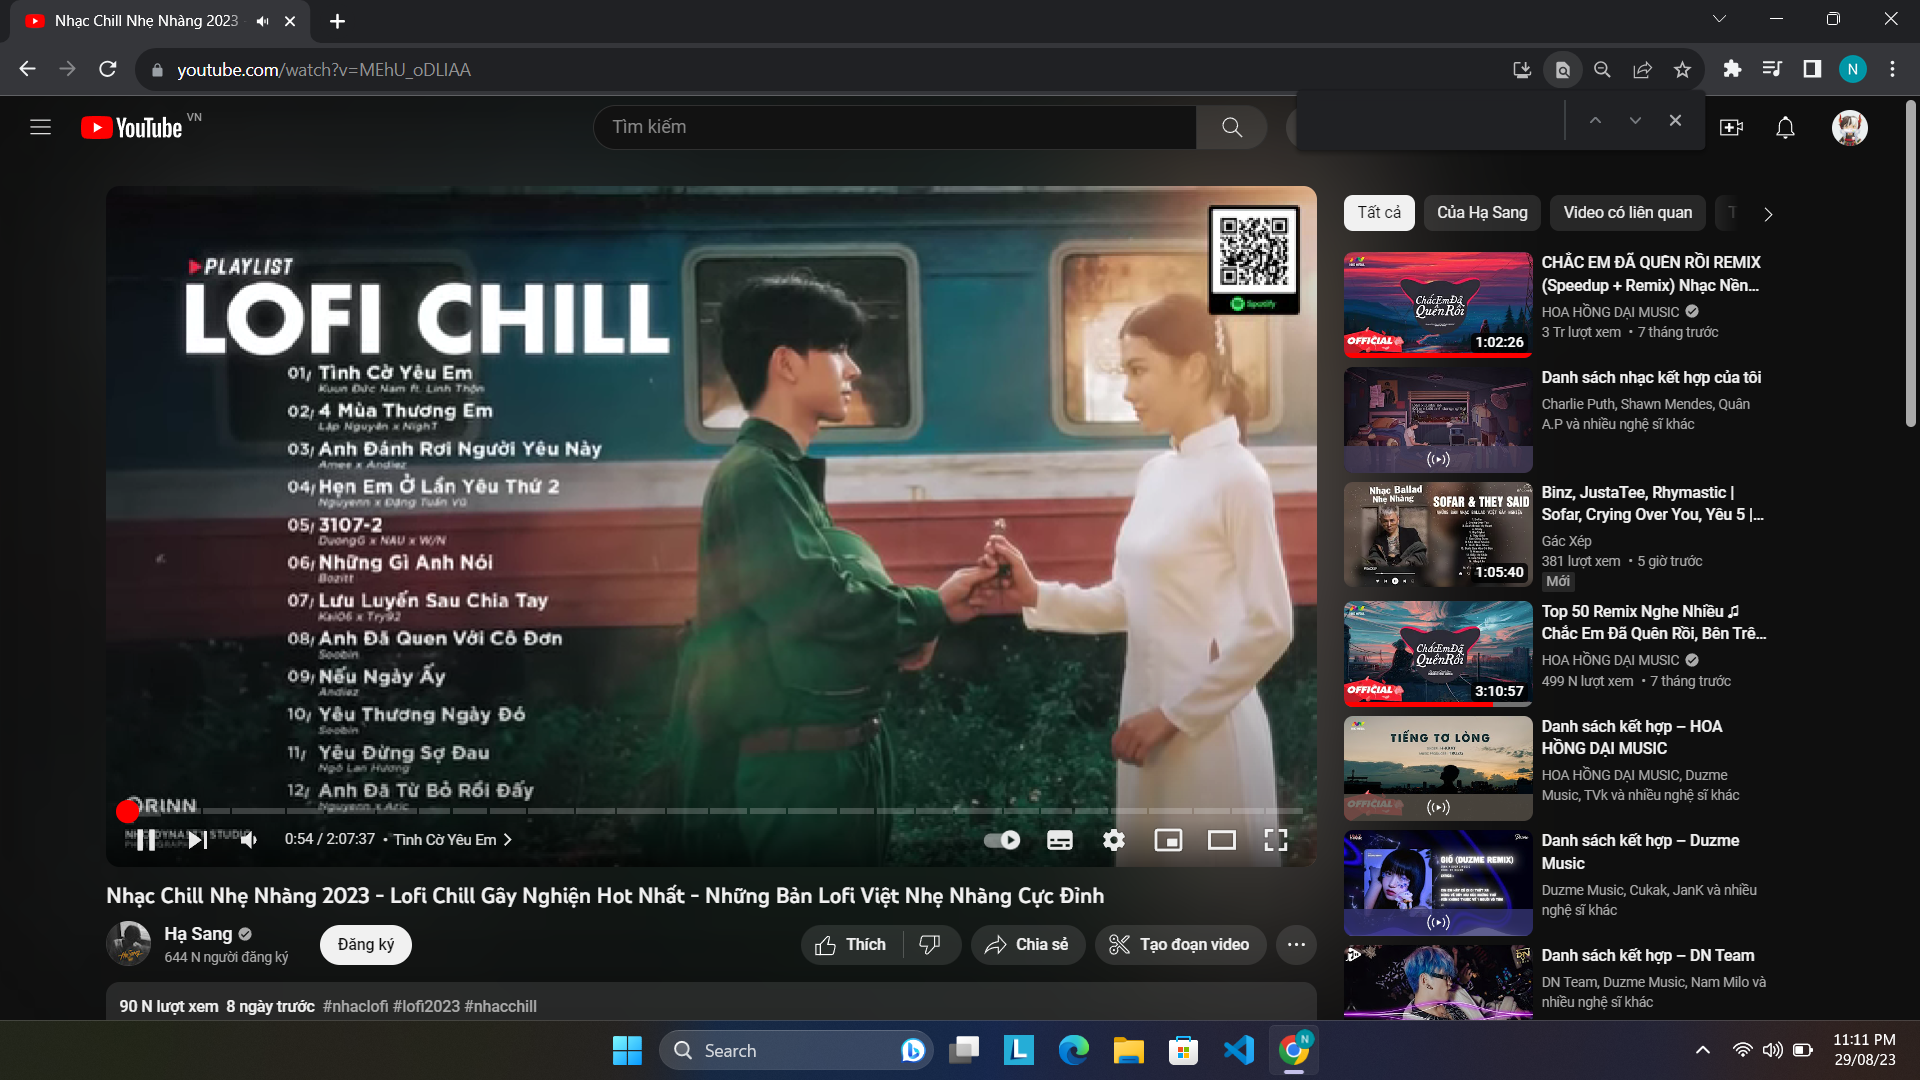 Nhạc Chill Nhẹ Nhàng 2023
youtube.com/watch?v=MEhU_oDLIAA
N
YouTube VN
Tìm kiếm
PLAYLIST
LOFI CHILL
01/ Tình Cờ Yêu Em
Kuun Đức Nam ft. Linh Thộn
02/ 4 Mùa Thương Em
Lập Nguyên x NighT
03/ Anh Đánh Rơi Người Yêu Này
Amee x Andiez
04/ Hẹn Em Ở Lần Yêu Thứ 2
Nguyenn x Đặng Tuấn Vũ
05/ 3107-2
DuongG x NÂU x W/N
06/ Những Gì Anh Nói
Bozitt
07/ Lưu Luyến Sau Chia Tay
Kai06 x Try92
08/ Anh Đã Quen Với Cô Đơn
Soobin
09/ Nếu Ngày Ấy
Andiez
10/ Yêu Thương Ngày Đó
Soobin
11/ Yêu Đừng Sợ Đau
Ngô Lan Hương
12/ Anh Đã Từ Bỏ Rồi Đấy
Nguyenn x Aric
Spotify
ORINN
0:54 / 2:07:37 • Tình Cờ Yêu Em
Nhạc Chill Nhẹ Nhàng 2023 - Lofi Chill Gây Nghiện Hot Nhất - Những Bản Lofi Việt Nhẹ Nhàng Cực Đỉnh
Hạ Sang
644 N người đăng ký
Đăng ký
Thích
Chia sẻ
Tạo đoạn video
90 N lượt xem 8 ngày trước #nhaclofi #lofi2023 #nhacchill
Tất cả
Của Hạ Sang
Video có liên quan
Chắc Em Đã
Quên Rồi
OFFICIAL
1:02:26
CHẮC EM ĐÃ QUÊN RỒI REMIX
(Speedup + Remix) Nhạc Nền...
HOA HỒNG DẠI MUSIC
3 Tr lượt xem • 7 tháng trước
Danh sách nhạc kết hợp của tôi
Charlie Puth, Shawn Mendes, Quân
A.P và nhiều nghệ sĩ khác
Nhạc Ballad
Nhẹ Nhàng
SOFAR & THEY SAID
1:05:40
Binz, JustaTee, Rhymastic |
Sofar, Crying Over You, Yêu 5 |...
Gác Xép
381 lượt xem • 5 giờ trước
Mới
Chắc Em Đã
Quên Rồi
OFFICIAL
3:10:57
Top 50 Remix Nghe Nhiều ♫
Chắc Em Đã Quên Rồi, Bên Trê...
HOA HỒNG DẠI MUSIC
499 N lượt xem • 7 tháng trước
TIẾNG TƠ LÒNG
OFFICIAL
Danh sách kết hợp – HOA
HỒNG DẠI MUSIC
HOA HỒNG DẠI MUSIC, Duzme
Music, TVk và nhiều nghệ sĩ khác
GIÓ (DUZME REMIX)
Danh sách kết hợp – Duzme
Music
Duzme Music, Cukak, JanK và nhiều
nghệ sĩ khác
Danh sách kết hợp – DN Team
DN Team, Duzme Music, Nam Milo và
nhiều nghệ sĩ khác
Search
L
N
11:11 PM
29/08/23